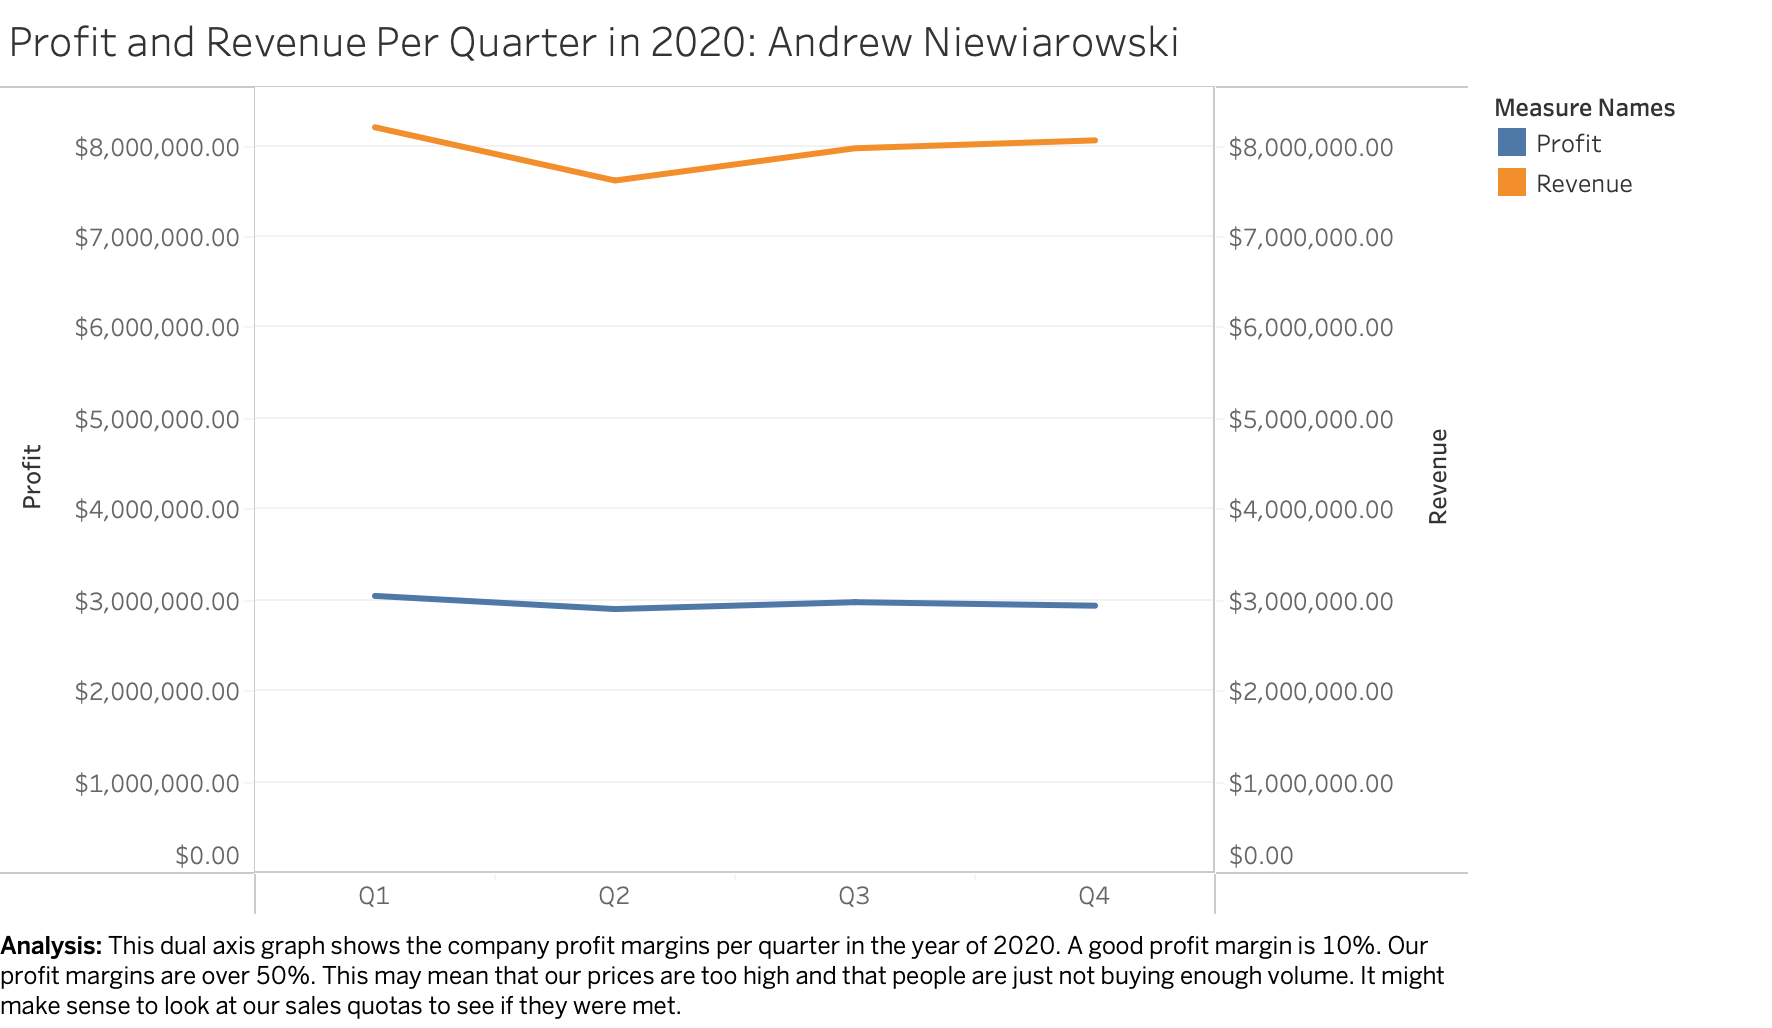 Profit and Revenue Per Quarter in 2020: Andrew Niewiarowski
Measure Names
Profit
Revenue
$8,000,000.00
$7,000,000.00
$6,000,000.00
$5,000,000.00
$4,000,000.00
$3,000,000.00
$2,000,000.00
$1,000,000.00
$0.00
Profit
$8,000,000.00
$7,000,000.00
$6,000,000.00
$5,000,000.00
$4,000,000.00
$3,000,000.00
$2,000,000.00
$1,000,000.00
$0.00
Revenue
Q1 Q2 Q3 Q4
Analysis: This dual axis graph shows the company profit margins per quarter in the year of 2020. A good profit margin is 10%. Our
profit margins are over 50%. This may mean that our prices are too high and that people are just not buying enough volume. It might
make sense to look at our sales quotas to see if they were met.